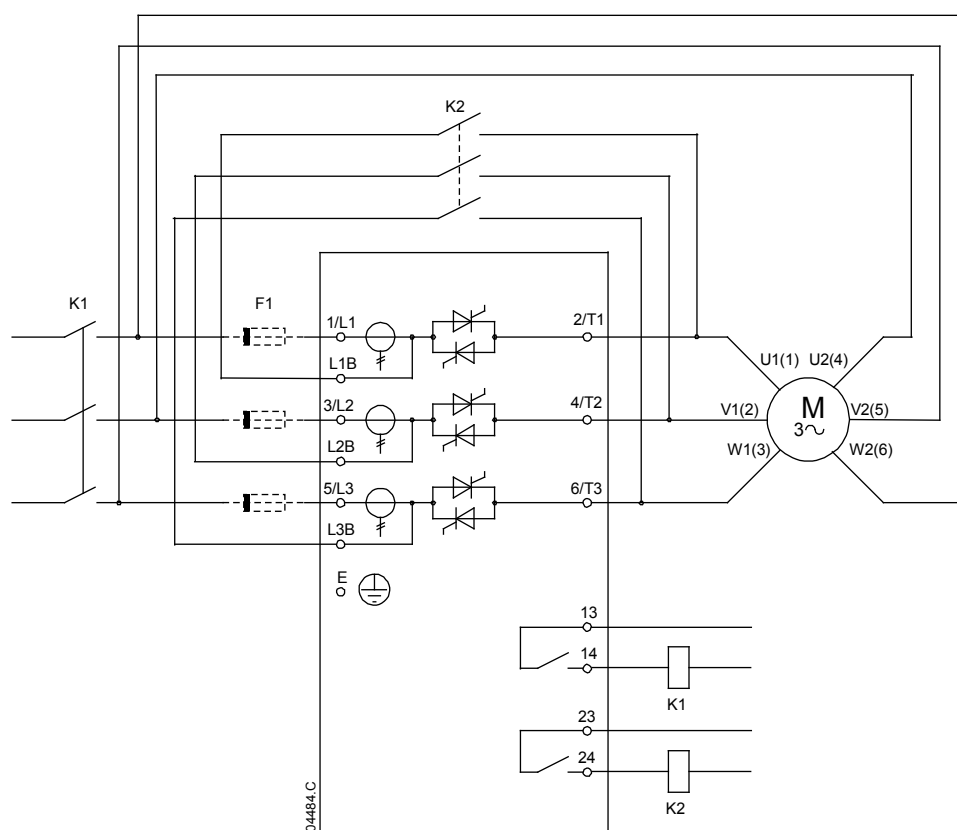 K2
K1
F1
1/L1
2/T1
L1B
U1(1)
U2(4)
3/L2
4/T2
V1(2)
M
3~
V2(5)
L2B
W1(3)
W2(6)
5/L3
6/T3
L3B
E
13
14
K1
23
24
K2
04484.C